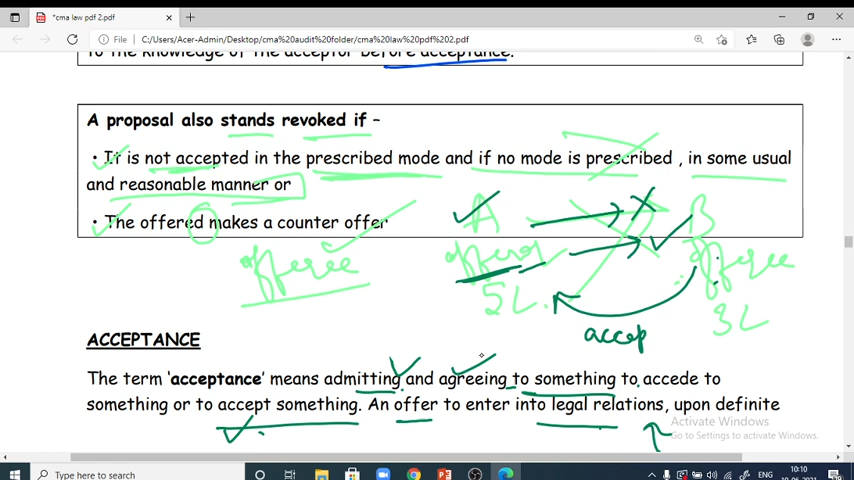 *cma law pdf 2.pdf
File C:/Users/Acer-Admin/Desktop/cma%20audit%20folder/cma%20law%20pdf%202.pdf
To the knowledge of the acceptor before acceptance.
A proposal also stands revoked if –
• It is not accepted in the prescribed mode and if no mode is prescribed , in some usual
and reasonable manner or
• The offered makes a counter offer
A B
offeree offeror offeree
5L. 3L
accep
ACCEPTANCE
The term 'acceptance' means admitting and agreeing to something to accede to
something or to accept something. An offer to enter into legal relations, upon definite
Activate Windows
Go to Settings to activate Windows.
Type here to search
ENG
10:10